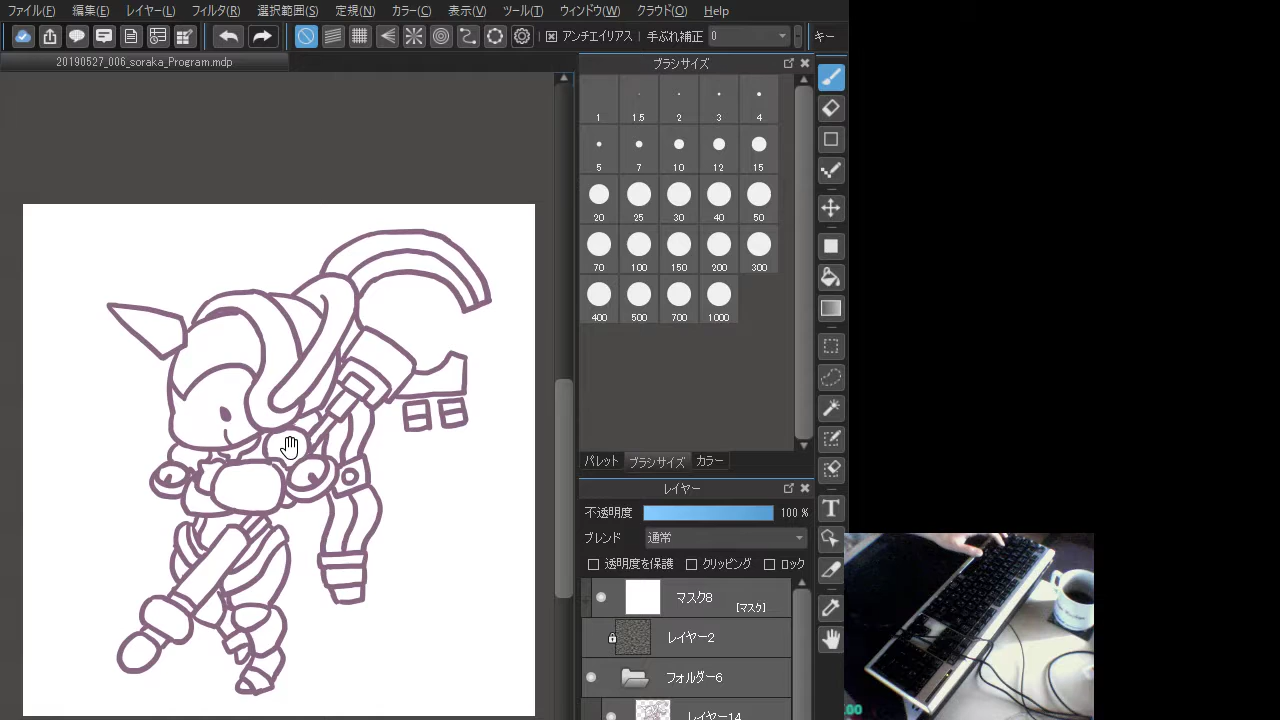 ファイル(F) 編集(E) レイヤー(L) フィルタ(R) 選択範囲(S) 定規(N) カラー(C) 表示(V) ツール(T) ウィンドウ(W) クラウド(O) Help
アンチエイリアス 手ぶれ補正 0 キー
20190527_006_soraka_Program.mdp
ブラシサイズ
1 1.5 2 3 4
5 7 10 12 15
20 25 30 40 50
70 100 150 200 300
400 500 700 1000
パレット ブラシサイズ カラー
レイヤー
不透明度 100 %
ブレンド 通常
透明度を保護 クリッピング ロック
マスク8
[マスク]
レイヤー2
フォルダー6
レイヤー14
T